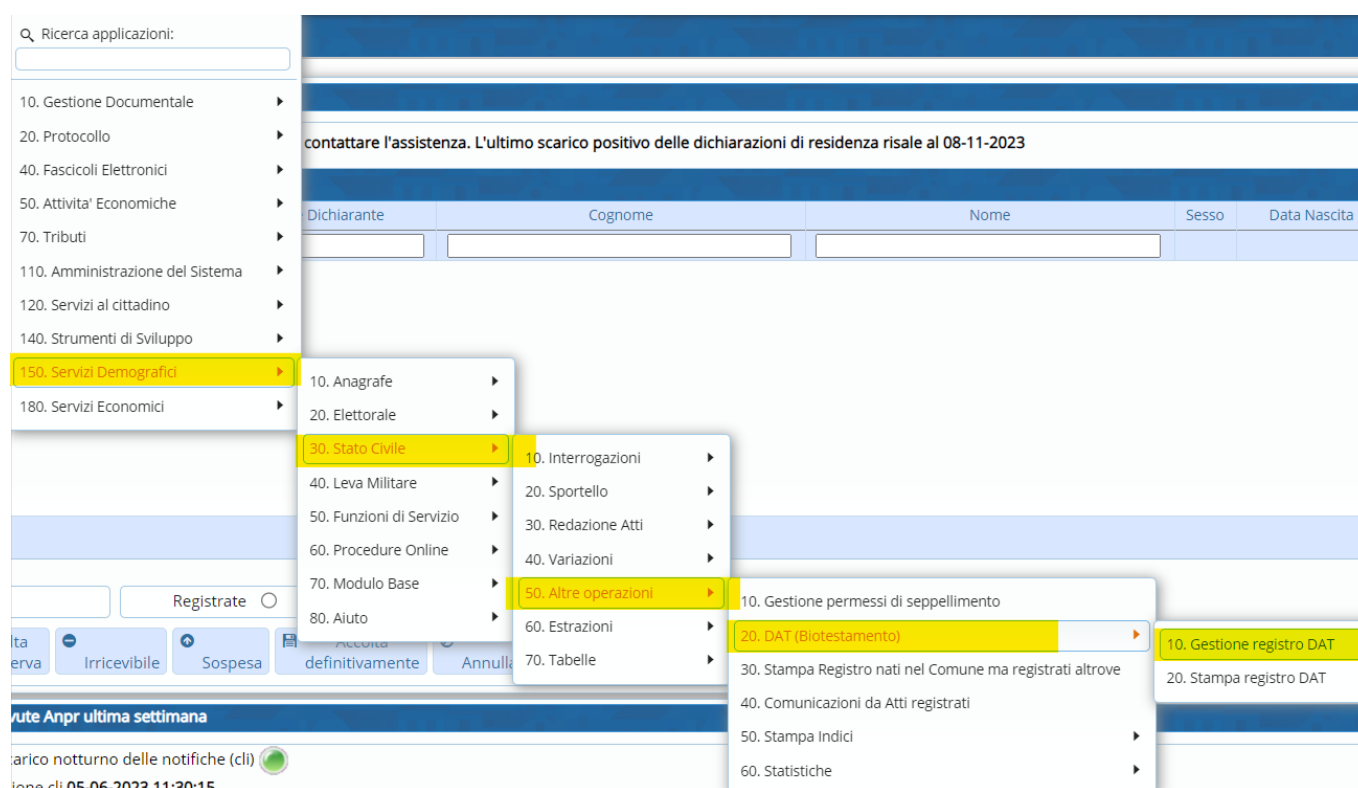 Ricerca applicazioni:
10. Gestione Documentale
20. Protocollo
40. Fascicoli Elettronici
50. Attivita' Economiche
70. Tributi
110. Amministrazione del Sistema
120. Servizi al cittadino
140. Strumenti di Sviluppo
150. Servizi Demografici
180. Servizi Economici
contattare l'assistenza. L'ultimo scarico positivo delle dichiarazioni di residenza risale al 08-11-2023
Dichiarante Cognome Nome Sesso Data Nascita
10. Anagrafe
20. Elettorale
30. Stato Civile
40. Leva Militare
50. Funzioni di Servizio
60. Procedure Online
70. Modulo Base
80. Aiuto
10. Interrogazioni
20. Sportello
30. Redazione Atti
40. Variazioni
50. Altre operazioni
60. Estrazioni
70. Tabelle
10. Gestione permessi di seppellimento
20. DAT (Biotestamento)
30. Stampa Registro nati nel Comune ma registrati altrove
40. Comunicazioni da Atti registrati
50. Stampa Indici
60. Statistiche
10. Gestione registro DAT
20. Stampa registro DAT
Registrate
Irricevibile Sospesa definitivamente
Anpr ultima settimana
notturno delle notifiche (cli)
cli 05-06-2023 11:30:15